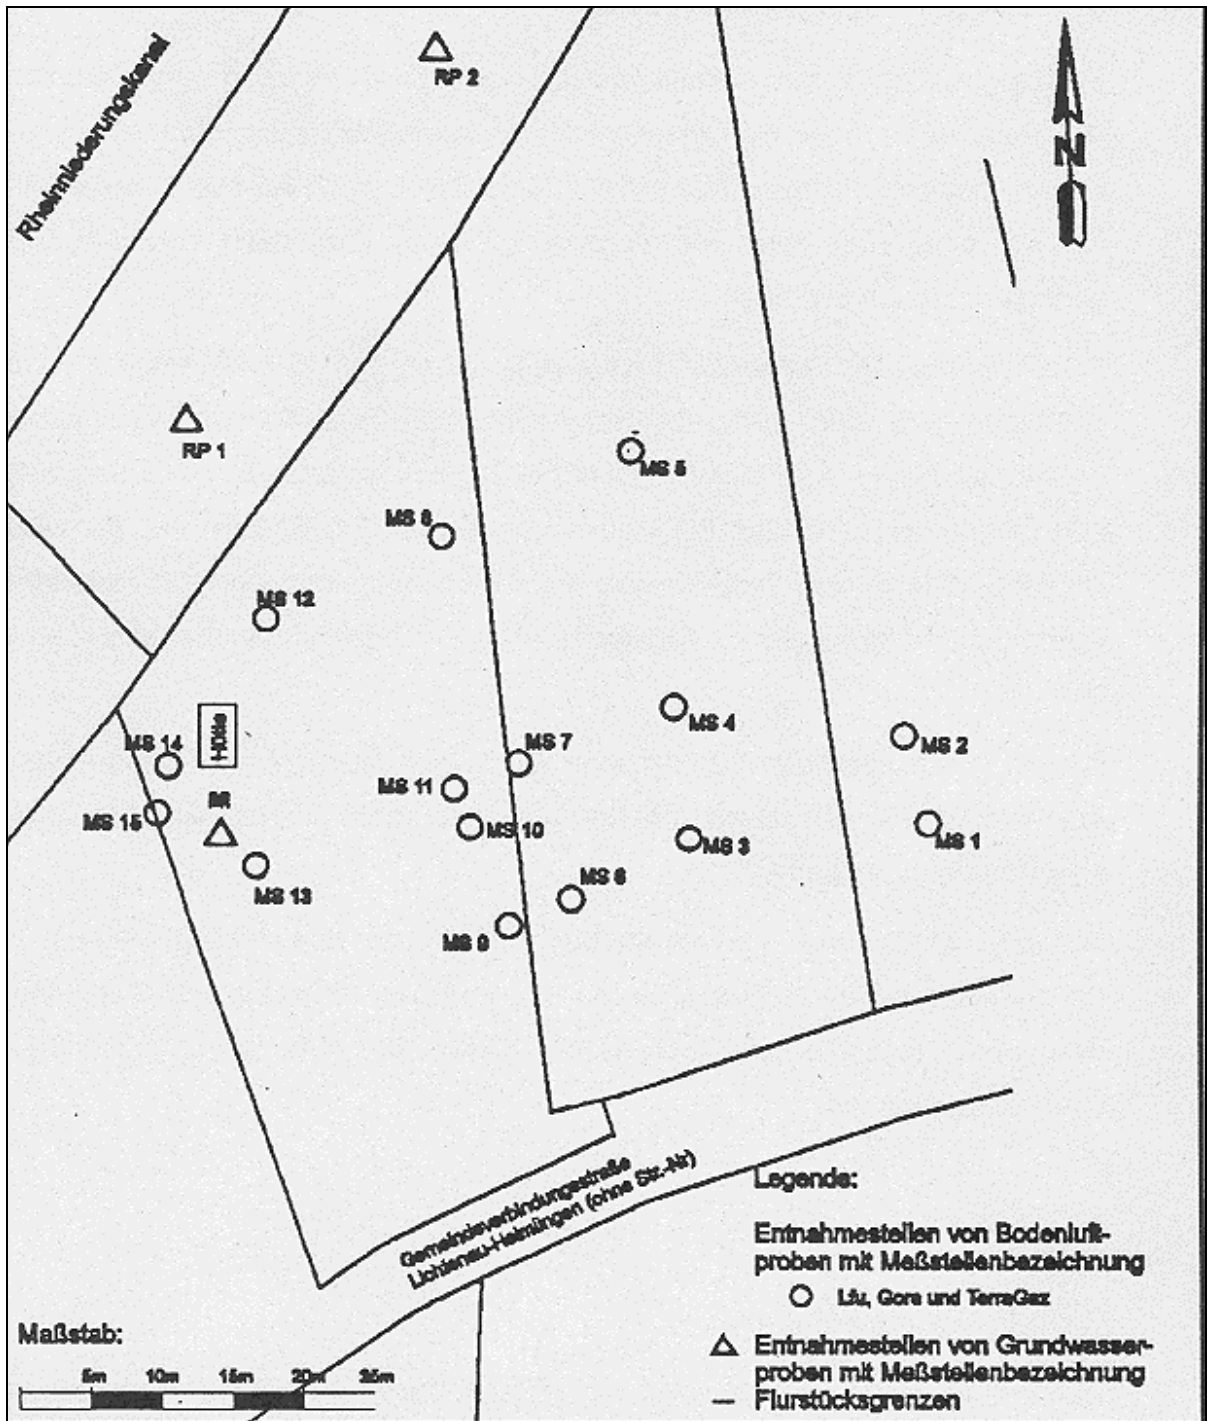 Rheinniederungskanal
RP 2
N
RP 1
MS 5
MS 8
MS 12
MS 4
MS 14
Hütte
MS 7
MS 2
MS 11
MS 15
MS 10
MS 3
MS 1
MS 13
MS 6
MS 9
Gemeindeverbindungsstraße
Lichtenau-Helmlingen (ohne Str.-Nr)
Legende:
Entnahmestellen von Bodenluft-
proben mit Meßstellenbezeichnung
Lfu, Gore und TerraGaz
Maßstab:
Entnahmestellen von Grundwasser-
proben mit Meßstellenbezeichnung
5m 10m 15m 20m 25m
Flurstücksgrenzen